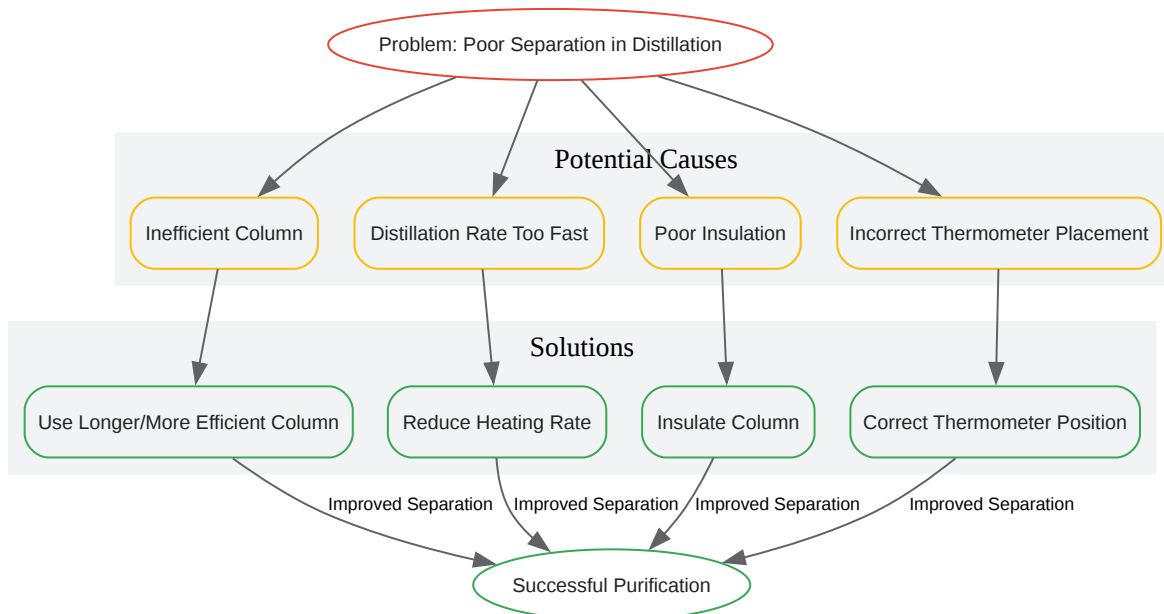 Problem: Poor Separation in Distillation
Potential Causes
Inefficient Column
Distillation Rate Too Fast
Poor Insulation
Incorrect Thermometer Placement
Solutions
Use Longer/More Efficient Column
Reduce Heating Rate
Insulate Column
Correct Thermometer Position
Improved Separation
Improved Separation
Improved Separation
Improved Separation
Successful Purification